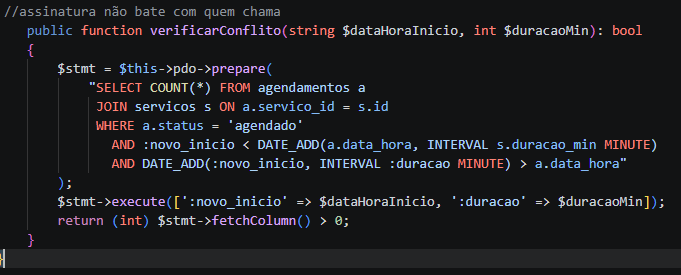 //assinatura não bate com quem chama
public function verificarConflito(string $dataHoraInicio, int $duracaoMin): bool
{
$stmt = $this->pdo->prepare(
"SELECT COUNT(*) FROM agendamentos a
JOIN servicos s ON a.servico_id = s.id
WHERE a.status = 'agendado'
AND :novo_inicio < DATE_ADD(a.data_hora, INTERVAL s.duracao_min MINUTE)
AND DATE_ADD(:novo_inicio, INTERVAL :duracao MINUTE) > a.data_hora"
);
$stmt->execute([':novo_inicio' => $dataHoraInicio, ':duracao' => $duracaoMin]);
return (int) $stmt->fetchColumn() > 0;
}
}